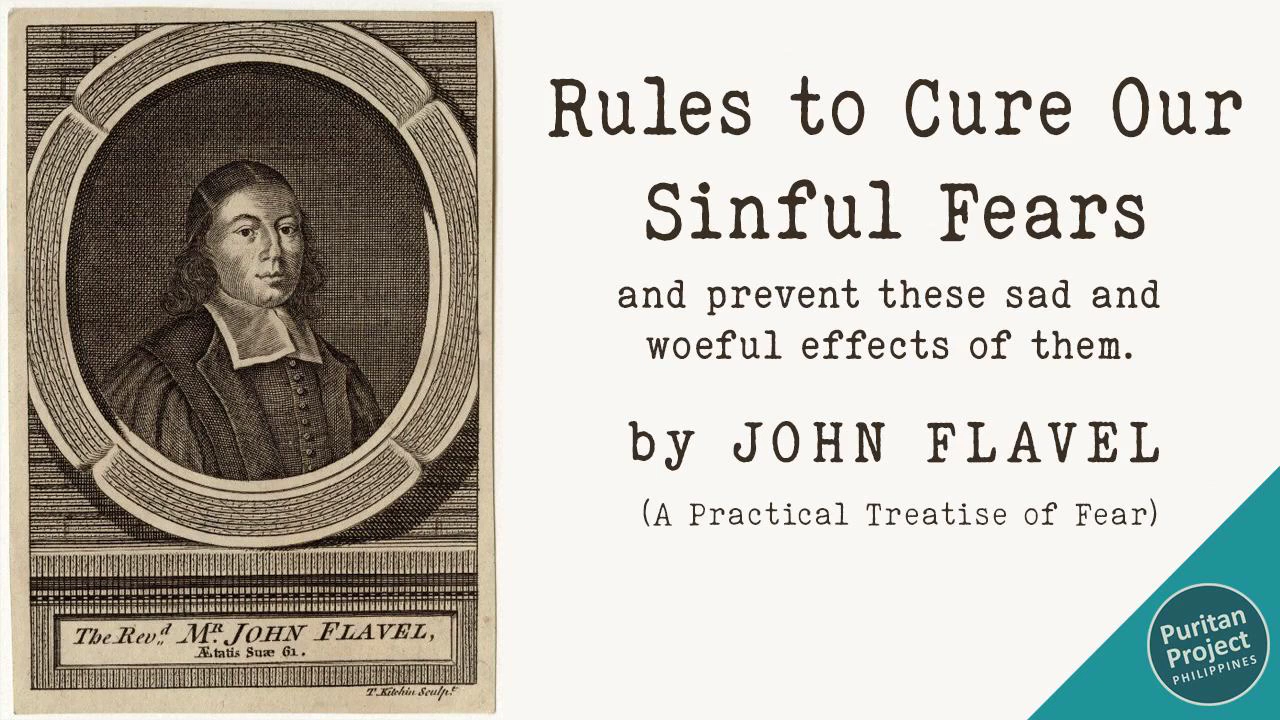 Rules to Cure Our
Sinful Fears
and prevent these sad and
woeful effects of them.
by JOHN FLAVEL
(A Practical Treatise of Fear)
The Rev,,d MR. JOHN FLAVEL,
Ætatis Suæ 61.
T. Kitchin Sculpt.
Puritan
Project
PHILIPPINES